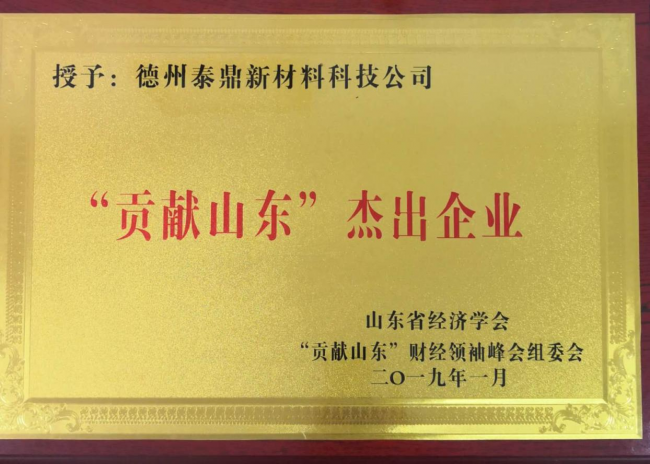 授予：德州泰鼎新材料科技公司
“贡献山东”杰出企业
山东省经济学会
“贡献山东”财经领袖峰会组委会
二〇一九年一月